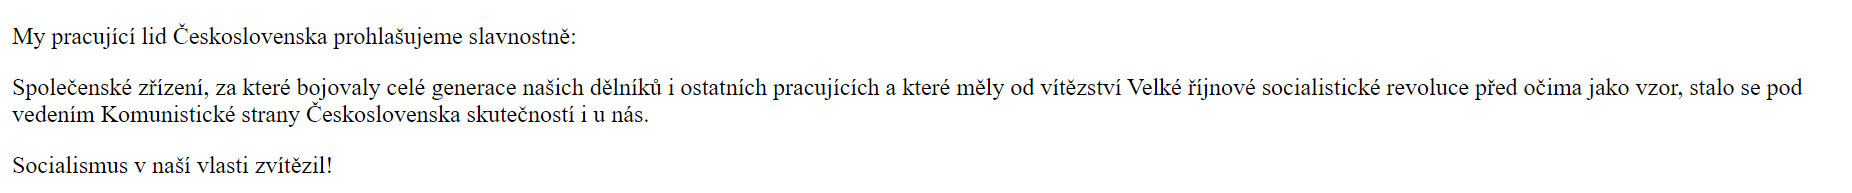 My pracující lid Československa prohlašujeme slavnostně:
Společenské zřízení, za které bojovaly celé generace našich dělníků i ostatních pracujících a které měly od vítězství Velké říjnové socialistické revoluce před očima jako vzor, stalo se pod
vedením Komunistické strany Československa skutečností i u nás.
Socialismus v naší vlasti zvítězil!